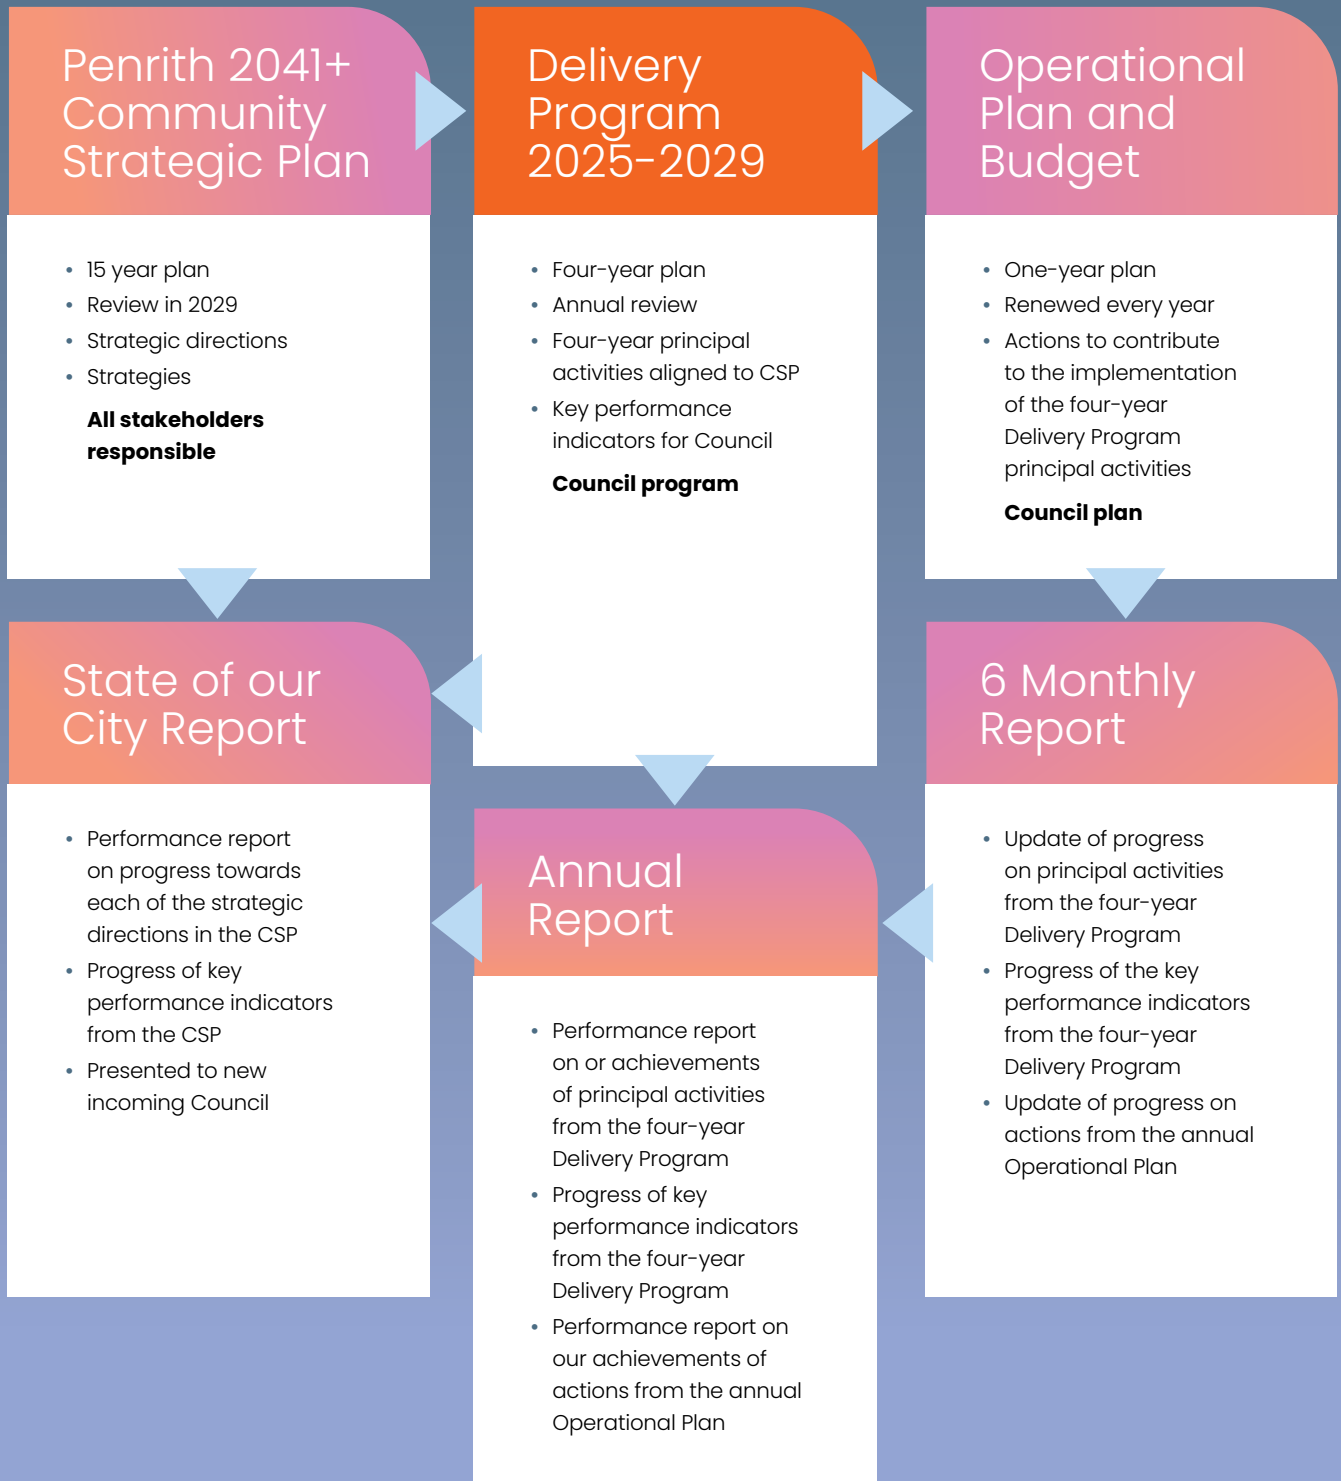 Penrith 2041+
Community
Strategic Plan
• 15 year plan
• Review in 2029
• Strategic directions
• Strategies
All stakeholders
responsible
Delivery
Program
2025-2029
• Four-year plan
• Annual review
• Four-year principal
activities aligned to CSP
• Key performance
indicators for Council
Council program
Operational
Plan and
Budget
• One-year plan
• Renewed every year
• Actions to contribute
to the implementation
of the four-year
Delivery Program
principal activities
Council plan
State of our
City Report
• Performance report
on progress towards
each of the strategic
directions in the CSP
• Progress of key
performance indicators
from the CSP
• Presented to new
incoming Council
Annual
Report
• Performance report
on or achievements
of principal activities
from the four-year
Delivery Program
• Progress of key
performance indicators
from the four-year
Delivery Program
• Performance report on
our achievements of
actions from the annual
Operational Plan
6 Monthly
Report
• Update of progress
on principal activities
from the four-year
Delivery Program
• Progress of the key
performance indicators
from the four-year
Delivery Program
• Update of progress on
actions from the annual
Operational Plan